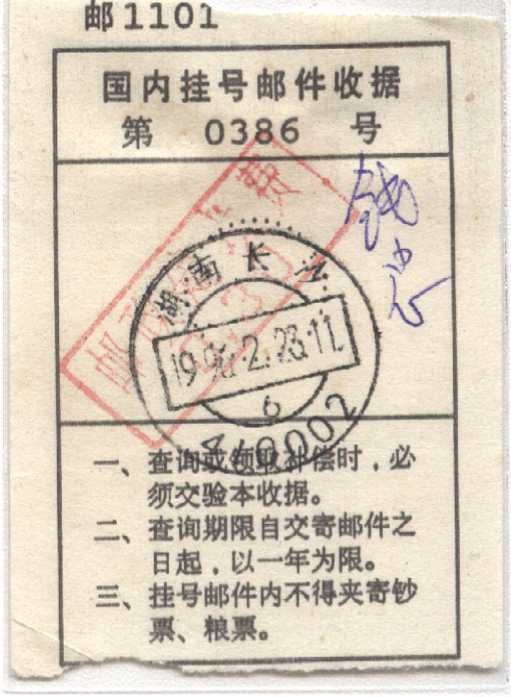 邮1101
国内挂号邮件收据
第 0386 号
湖南长沙
1996.2.28.11
6
410002
一、查询或领取补偿时，必
须交验本收据。
二、查询期限自交寄邮件之
日起，以一年为限。
三、挂号邮件内不得夹寄钞
票、粮票。